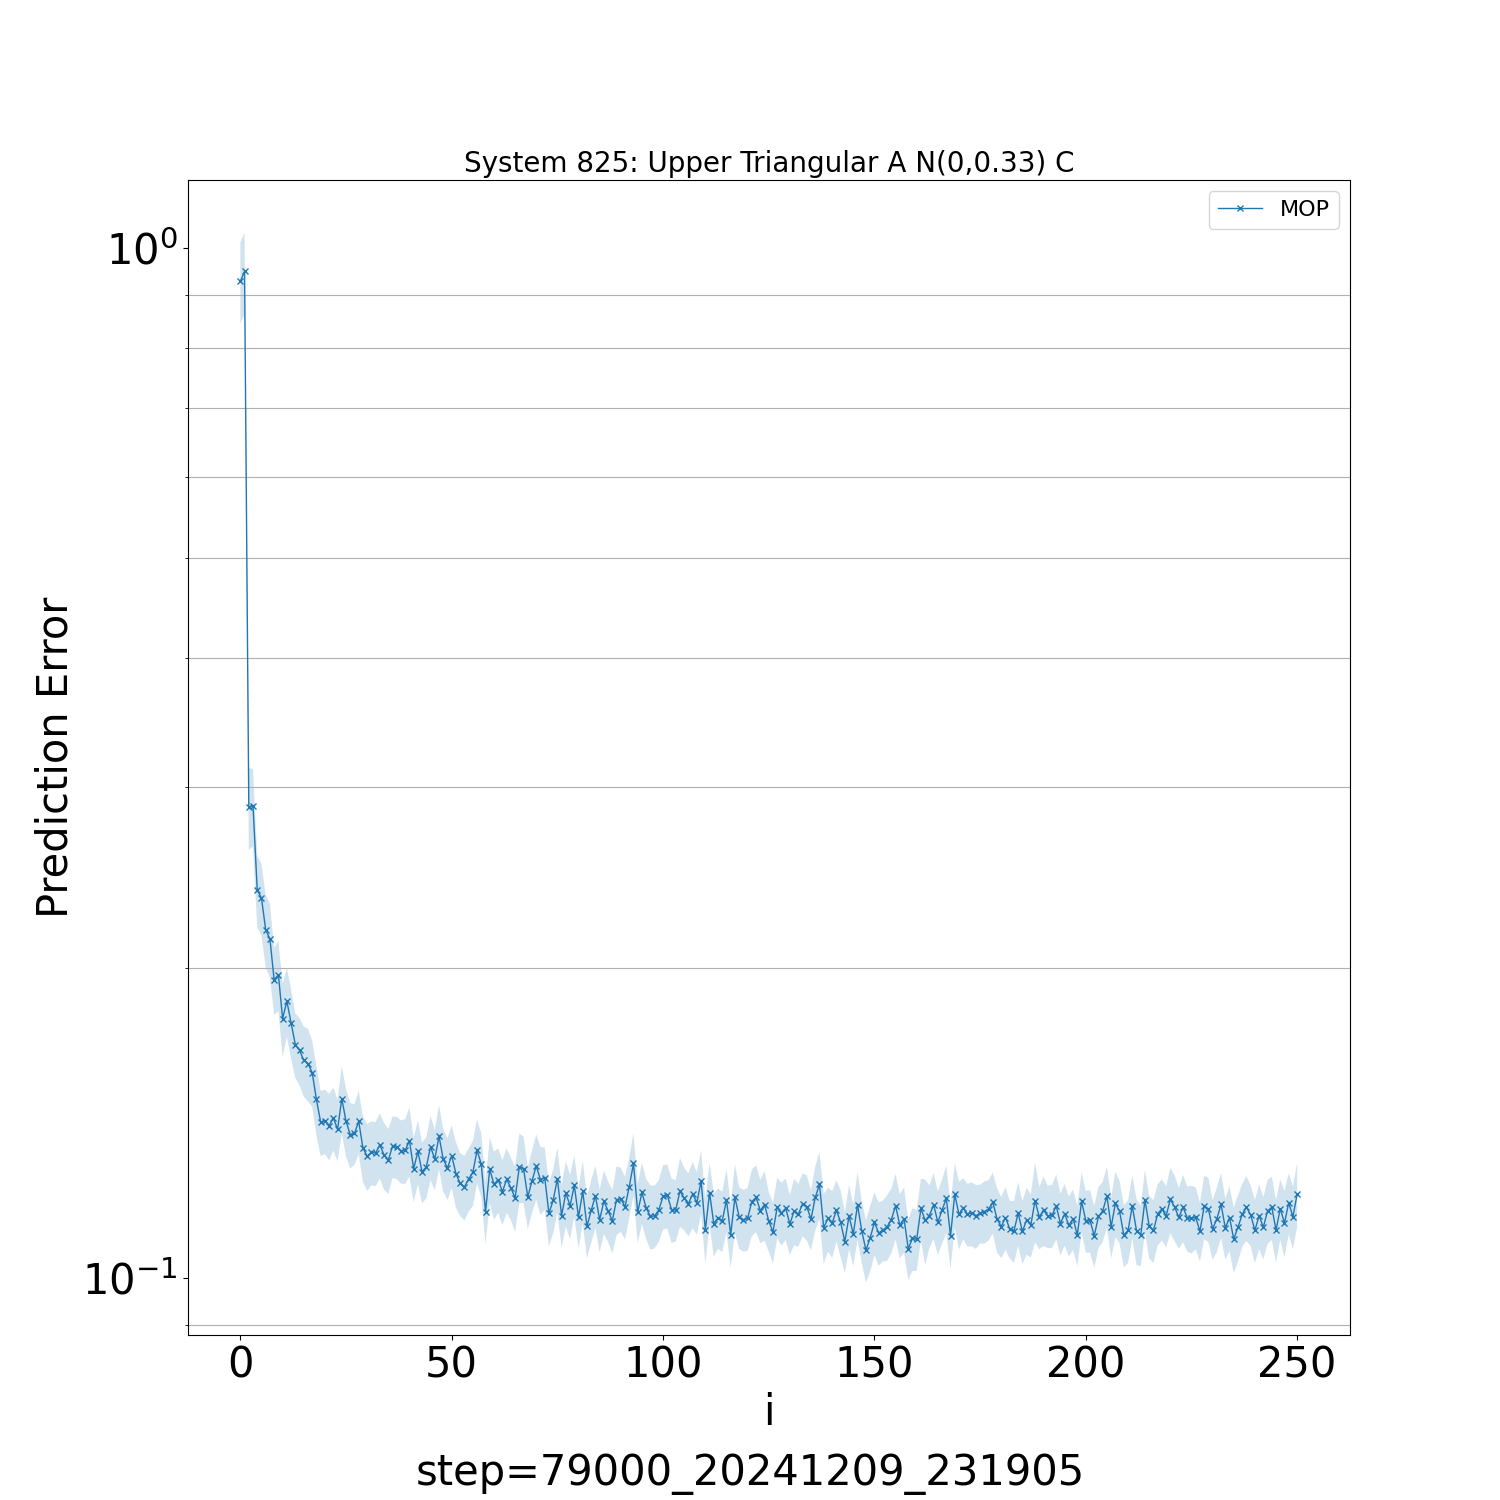 System 825: Upper Triangular A N(0,0.33) C
MOP
10⁰
10⁻¹
Prediction Error
0 50 100 150 200 250
i
step=79000_20241209_231905